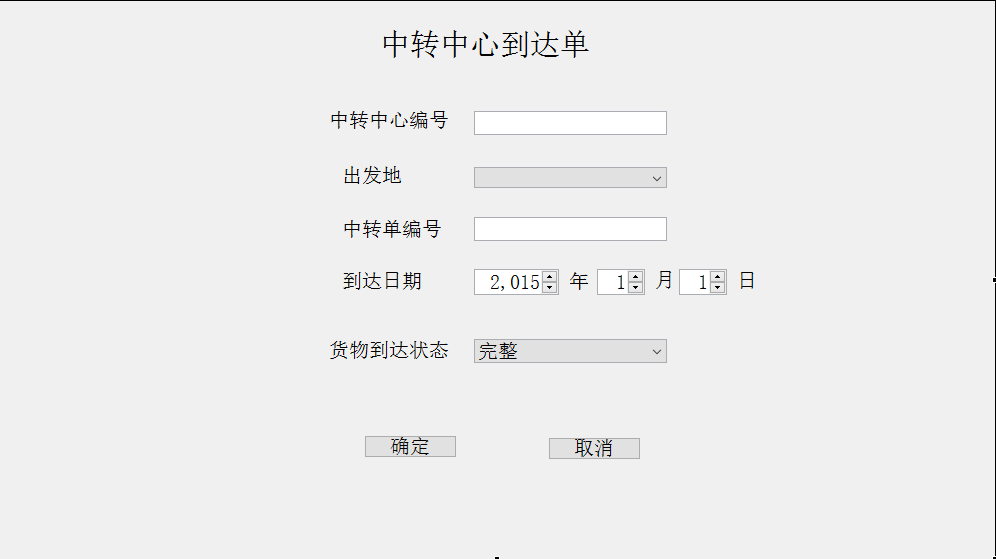 中转中心到达单
中转中心编号
出发地
中转单编号
到达日期 2,015 年 1 月 1 日
货物到达状态 完整
确定 取消